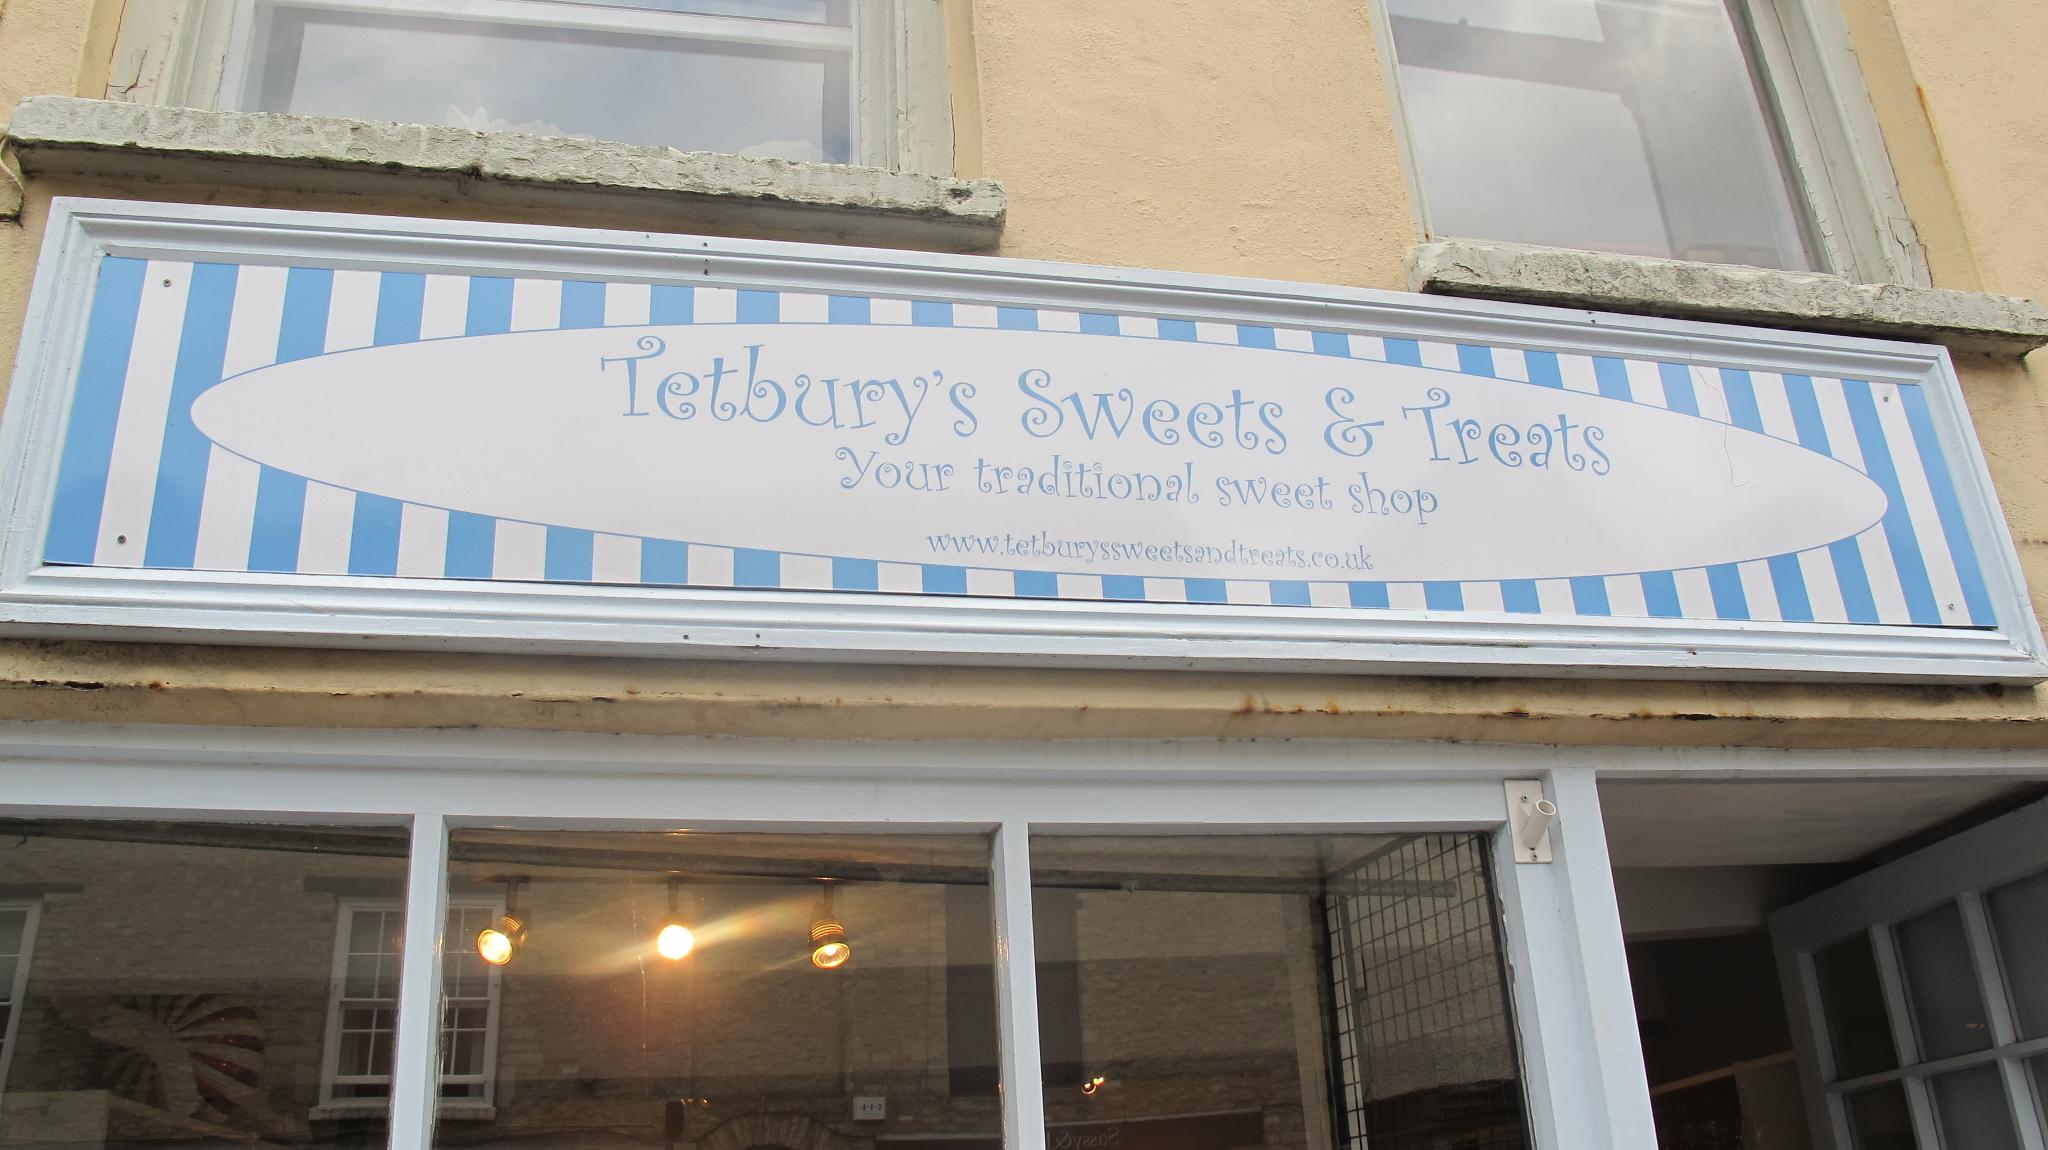 Tetbury's Sweets & Treats
Your traditional sweet shop
www.tetburyssweetsandtreats.co.uk